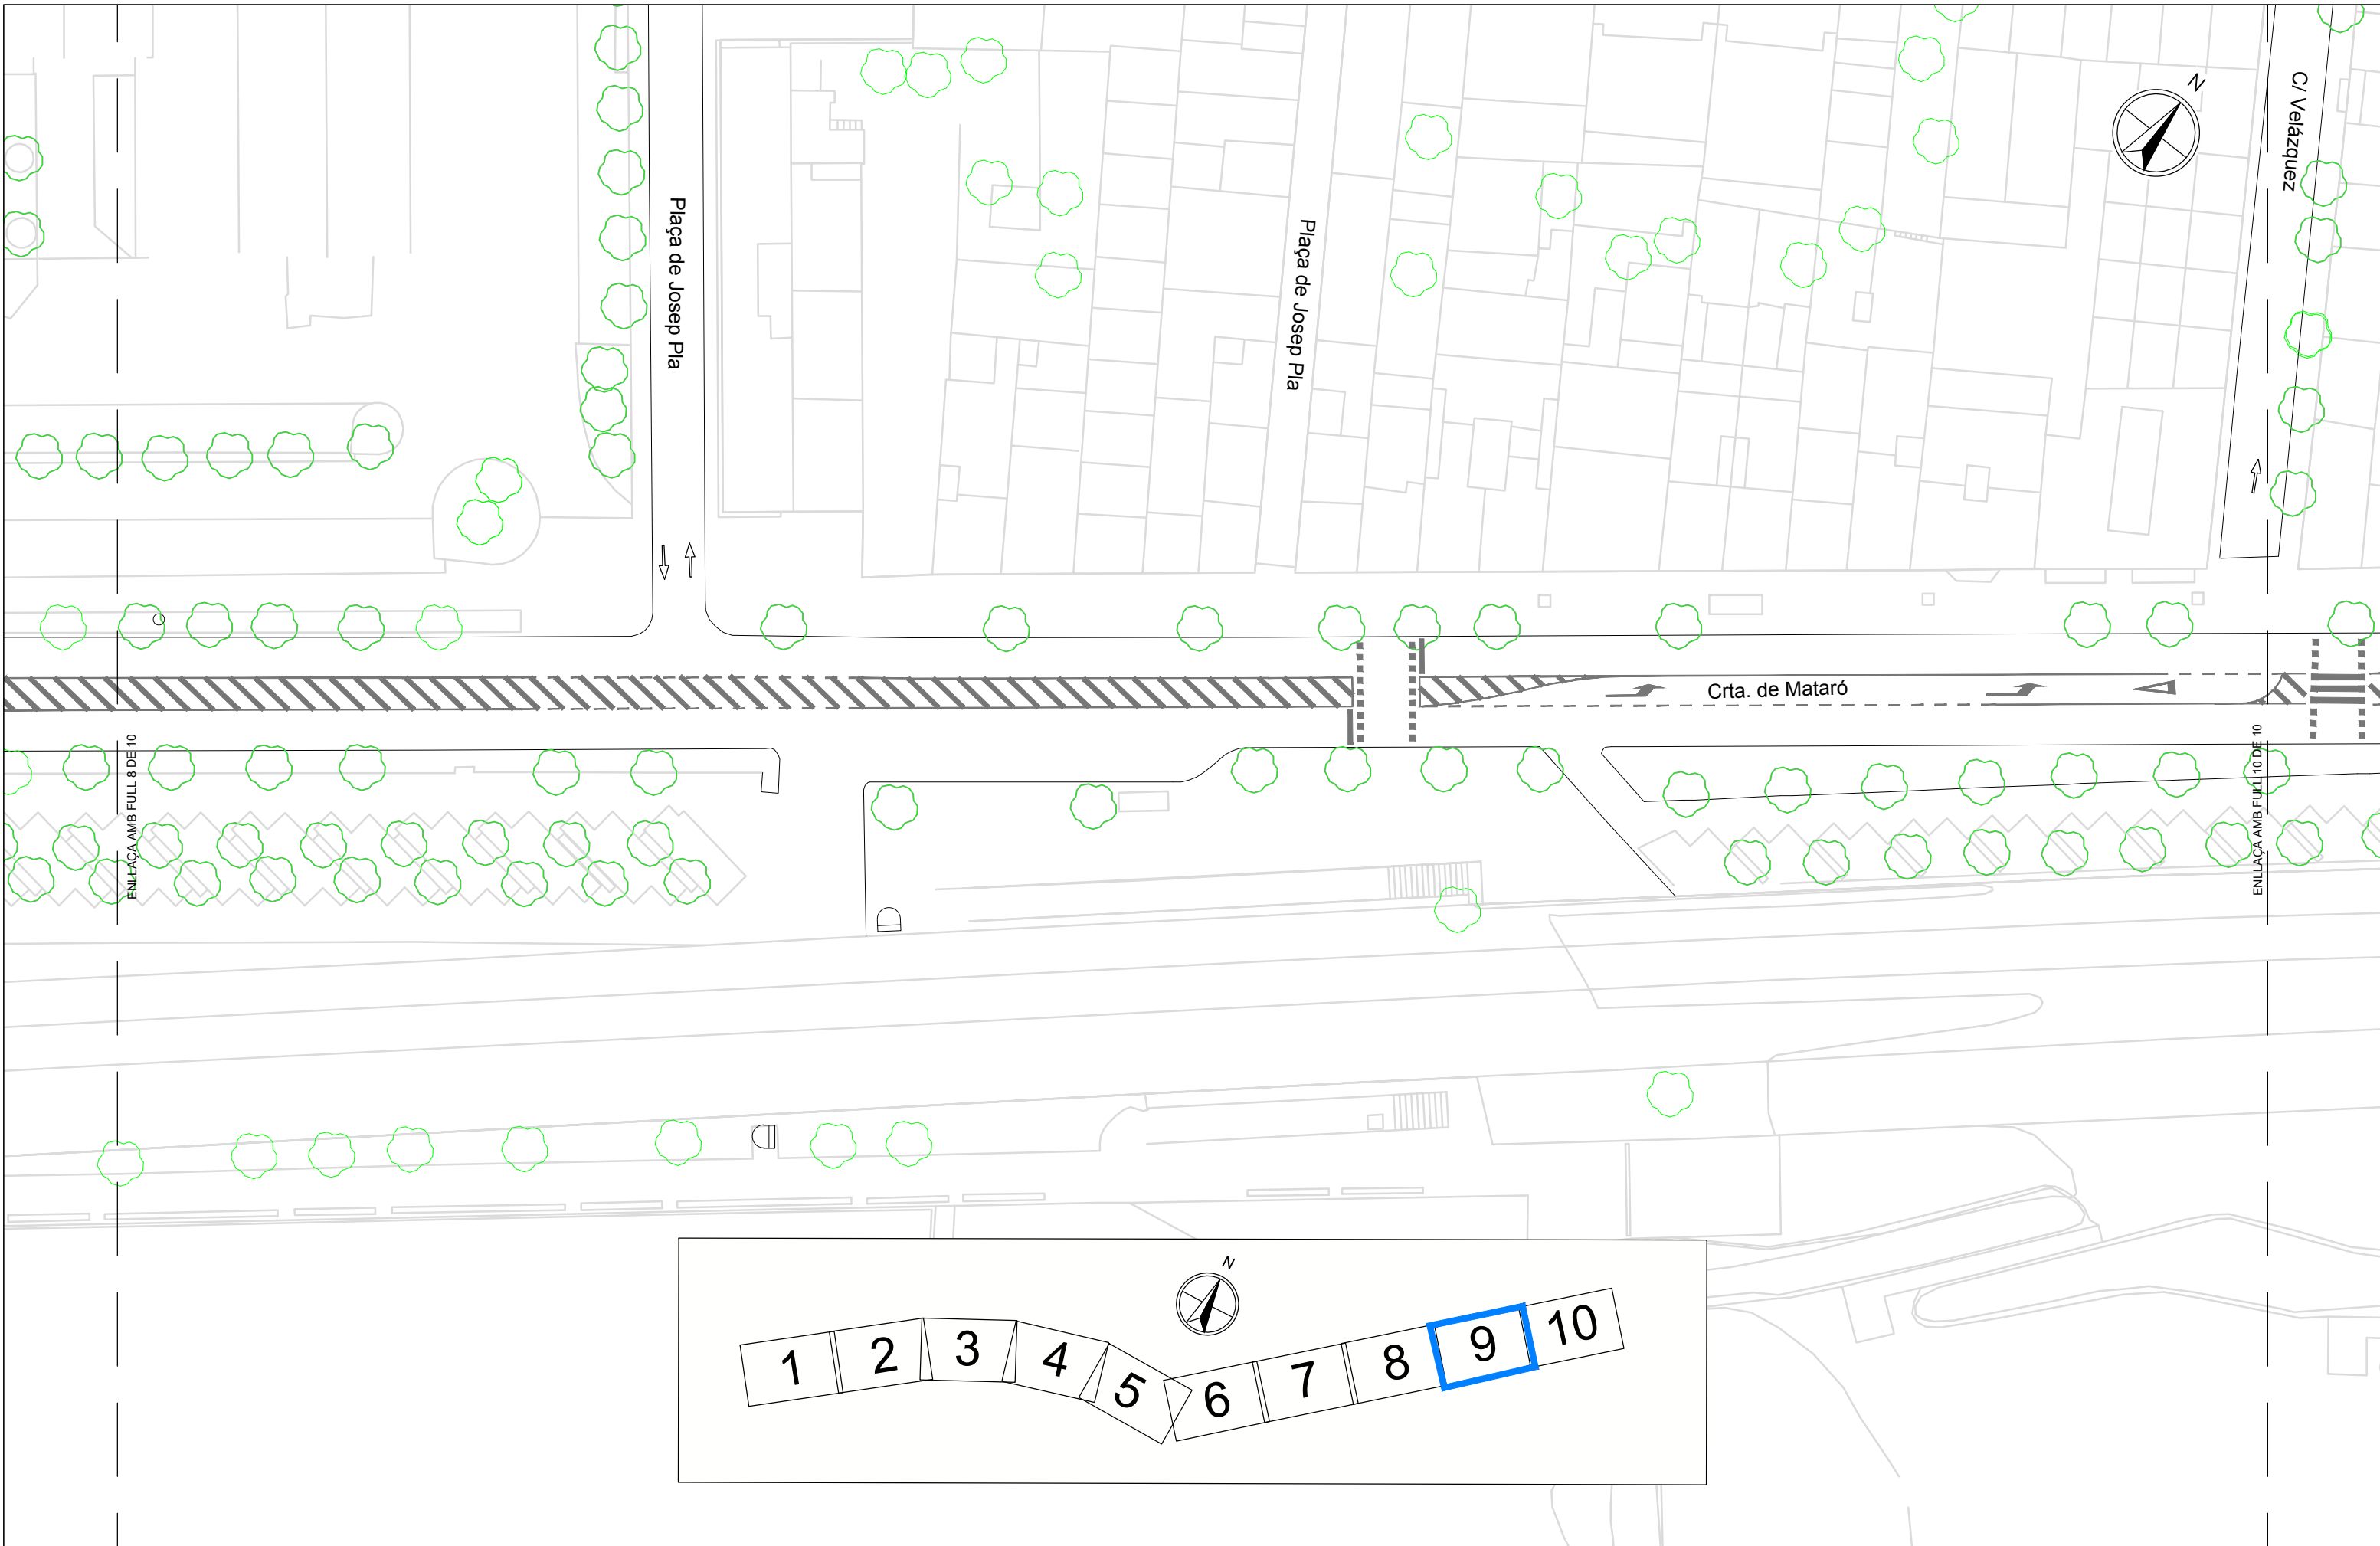 N
C/ Velázquez
Plaça de Josep Pla
Plaça de Josep Pla
Crta. de Mataró
ENLLAÇA AMB FULL 8 DE 10
ENLLAÇA AMB FULL 10 DE 10
N
1
2
3
4
5
6
7
8
9
10